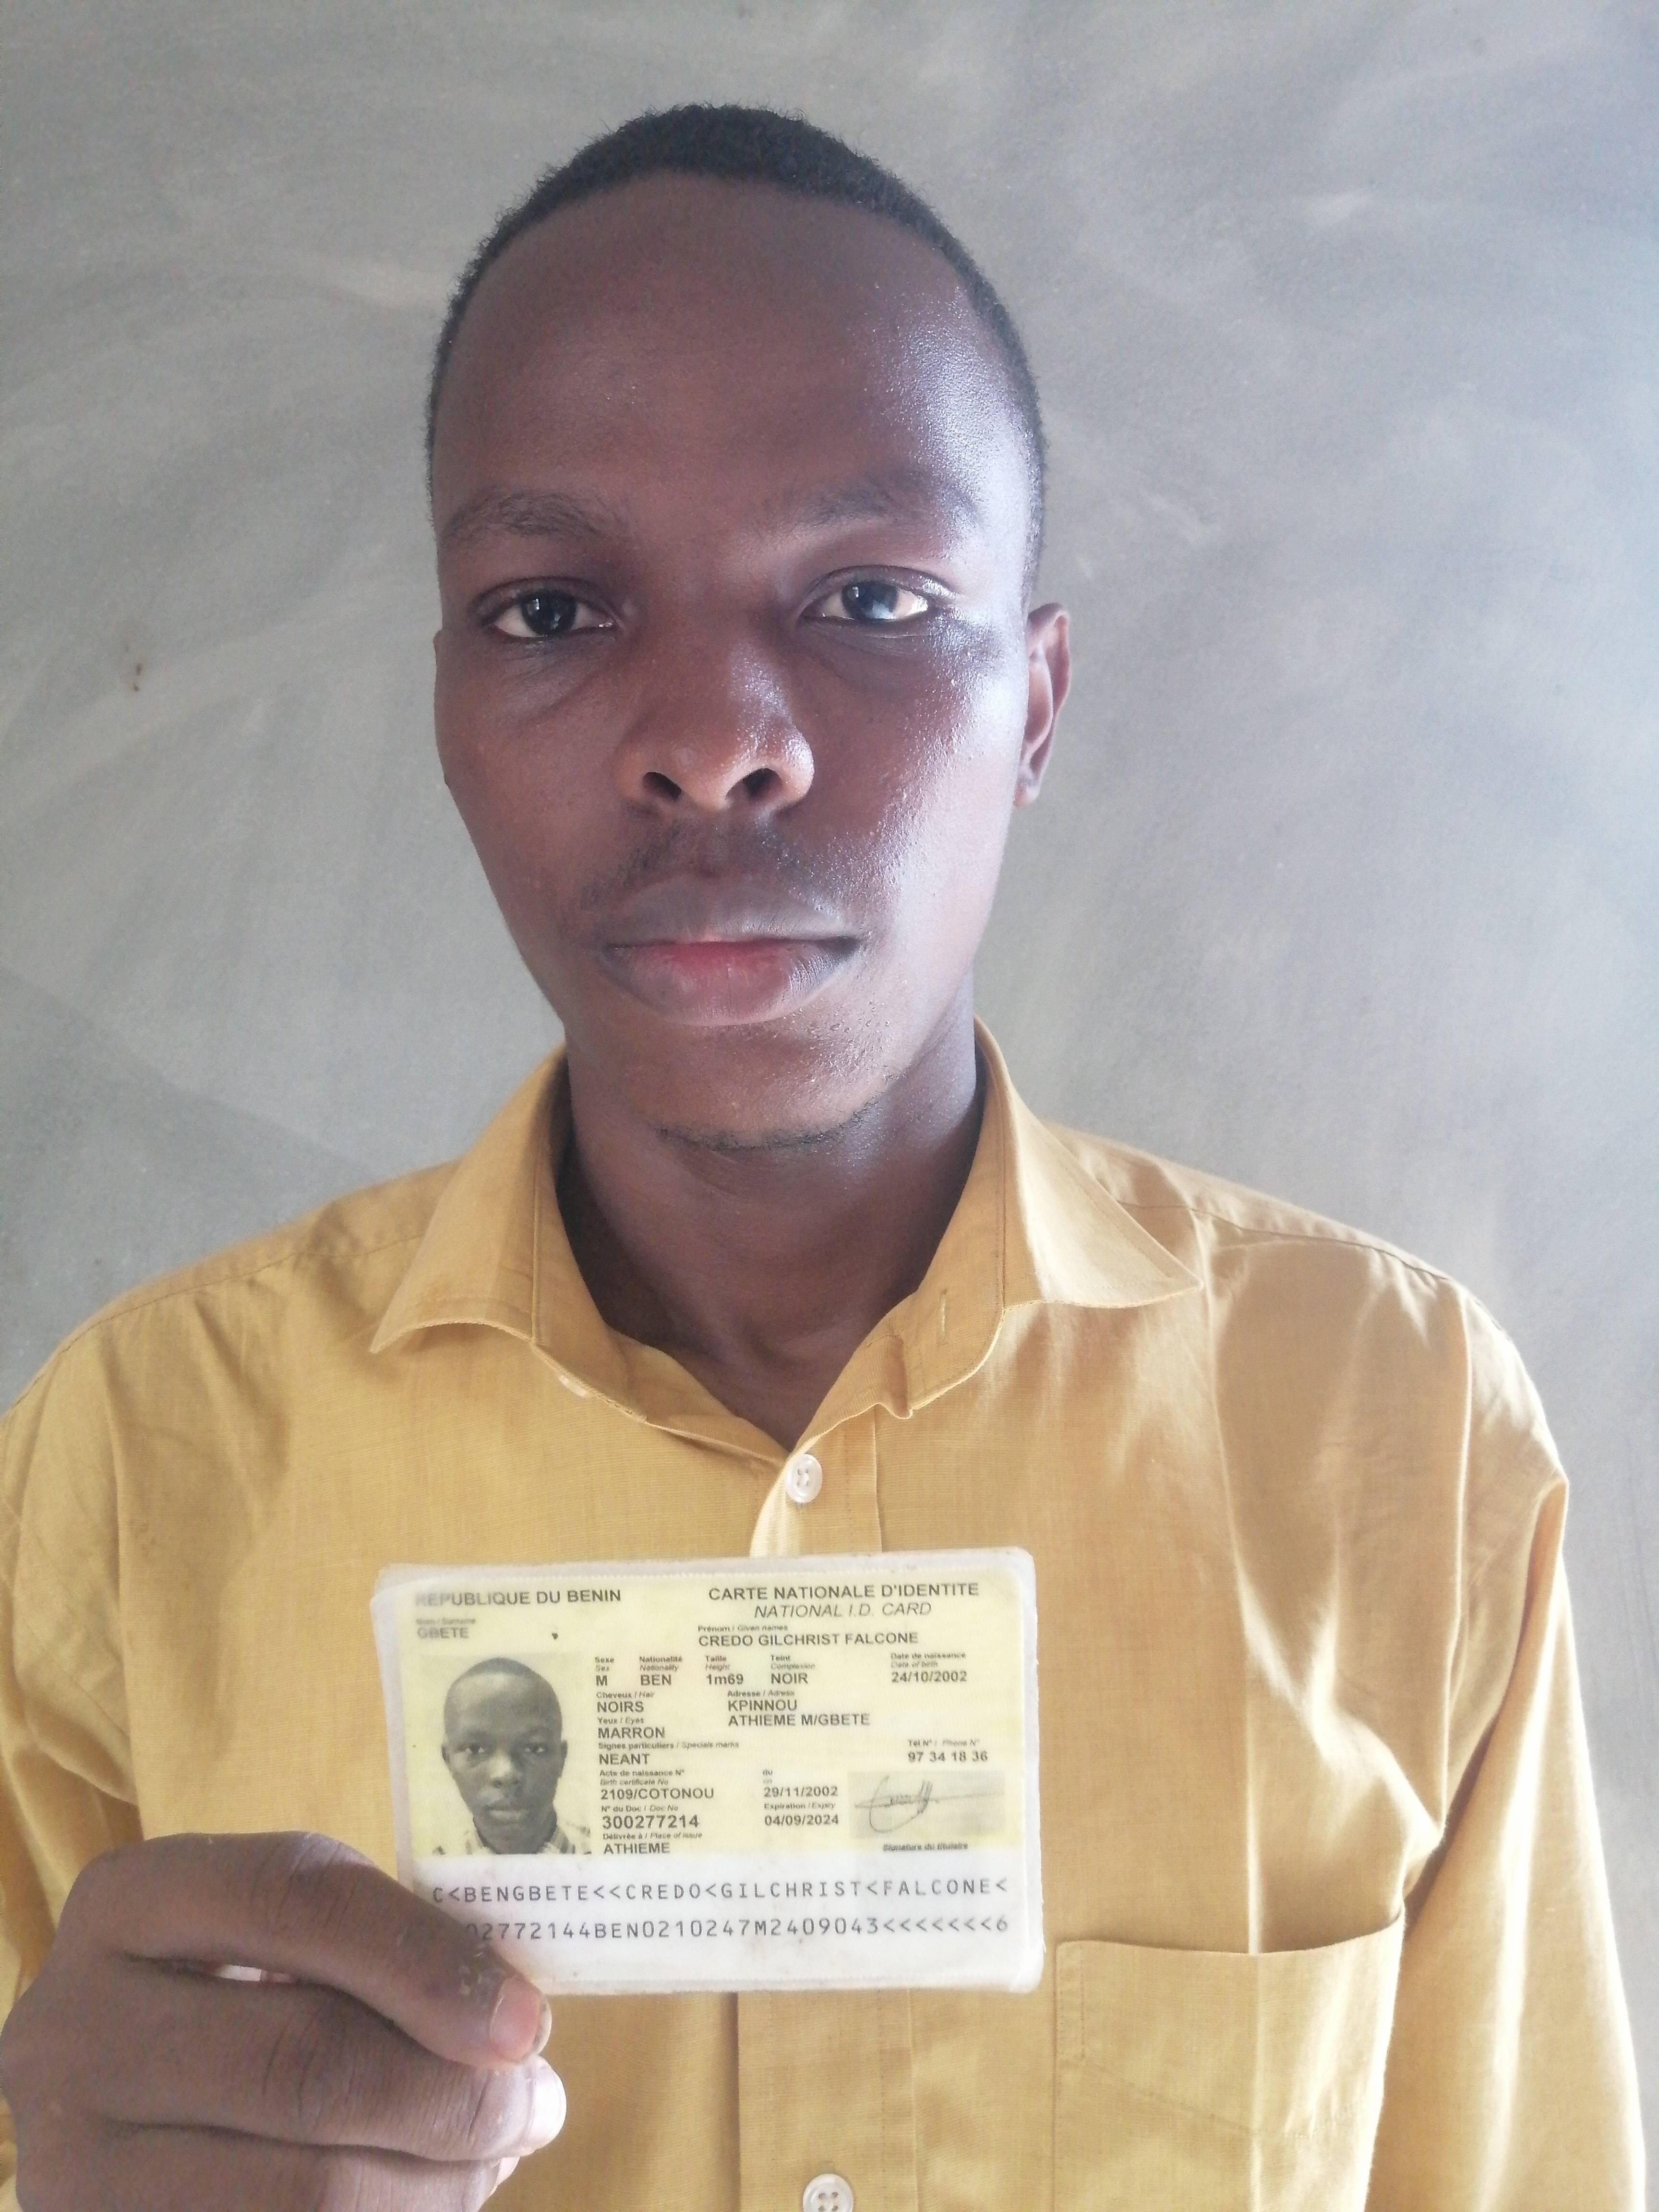 REPUBLIQUE DU BENIN
CARTE NATIONALE D'IDENTITE
NATIONAL I.D. CARD
Nom / Surname
GBETE
Prénom / Given names
CREDO GILCHRIST FALCONE
Sexe Nationalité Taille Teint Date de naissance
Sex Nationality Height Complexion Date of birth
M BEN 1m69 NOIR 24/10/2002
Cheveux / Hair Adresse / Adress
NOIRS KPINNOU
Yeux / Eyes ATHIEME M/GBETE
MARRON
Signes particuliers / Specials marks Tél N° / Phone N°
NEANT 97 34 18 36
Acte de naissance N° du
Birth certificate No on
2109/COTONOU 29/11/2002
N° du Doc / Doc No Expiration / Expiry
300277214 04/09/2024
Délivrée à / Place of issue
ATHIEME Signature du titulaire
C<BENGBETE<<CREDO<GILCHRIST<FALCONE<
02772144BEN0210247M2409043<<<<<<<6